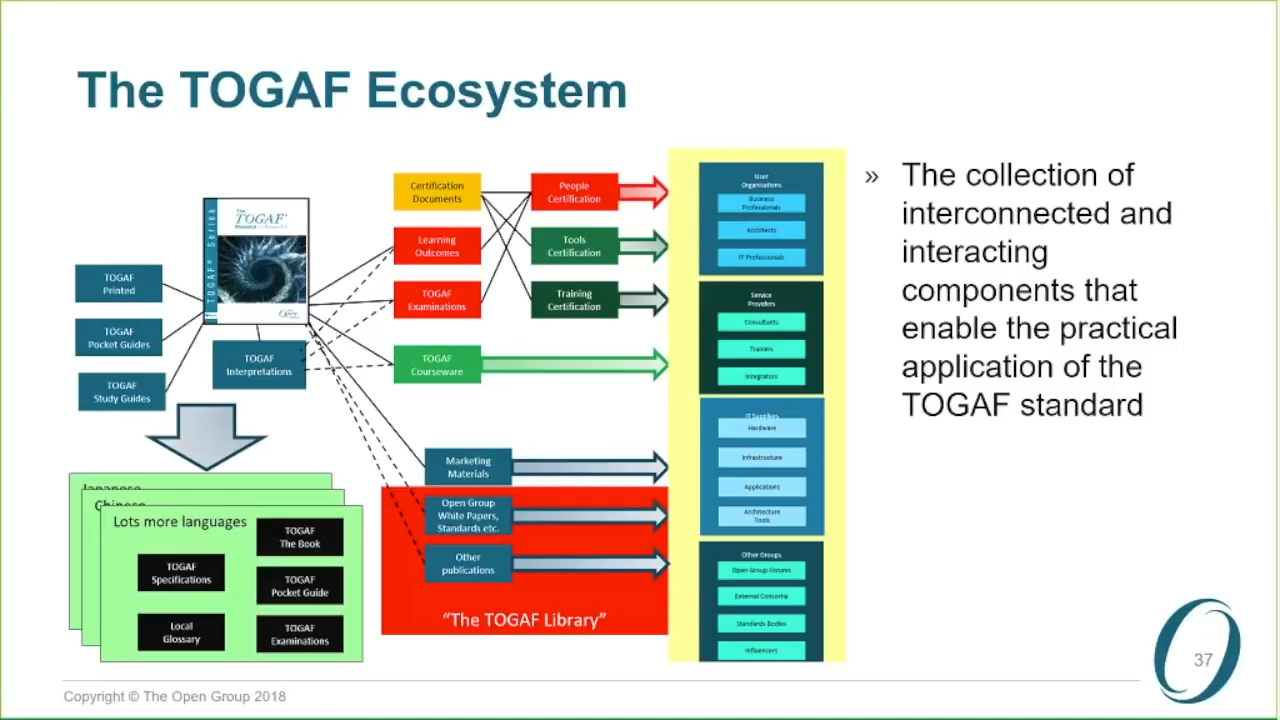 The TOGAF Ecosystem
TOGAF
Printed
TOGAF
Pocket Guides
TOGAF
Study Guides
TOGAF® Series
The
TOGAF®
TOGAF
Interpretations
Certification
Documents
Learning
Outcomes
TOGAF
Examinations
TOGAF
Courseware
People
Certification
Tools
Certification
Training
Certification
Marketing
Materials
Open Group
White Papers,
Standards etc.
Other
publications
“The TOGAF Library”
Japanese
Chinese
Lots more languages
TOGAF
Specifications
Local
Glossary
TOGAF
The Book
TOGAF
Pocket Guide
TOGAF
Examinations
User
Organisations
Business
Professionals
Architects
IT Professionals
Service
Providers
Consultants
Trainers
Integrators
IT Suppliers
Hardware
Infrastructure
Applications
Architecture
Tools
Other Groups
Open Group Forums
External Consortia
Standards Bodies
Influencers
» The collection of
interconnected and
interacting
components that
enable the practical
application of the
TOGAF standard
37
Copyright © The Open Group 2018